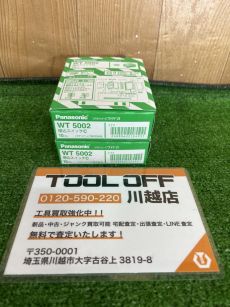 Panasonic
WT 5002
埋込スイッチC
10コ
Panasonic
WT 5002
埋込スイッチC
TOOL OFF
0120-590-220 川越店
工具買取強化中！！
新品・中古・ジャンク買取可能 宅配査定・出張査定・LINE査定
無料で査定いたします！
〒350-0001
埼玉県川越市大字古谷上 3819-8